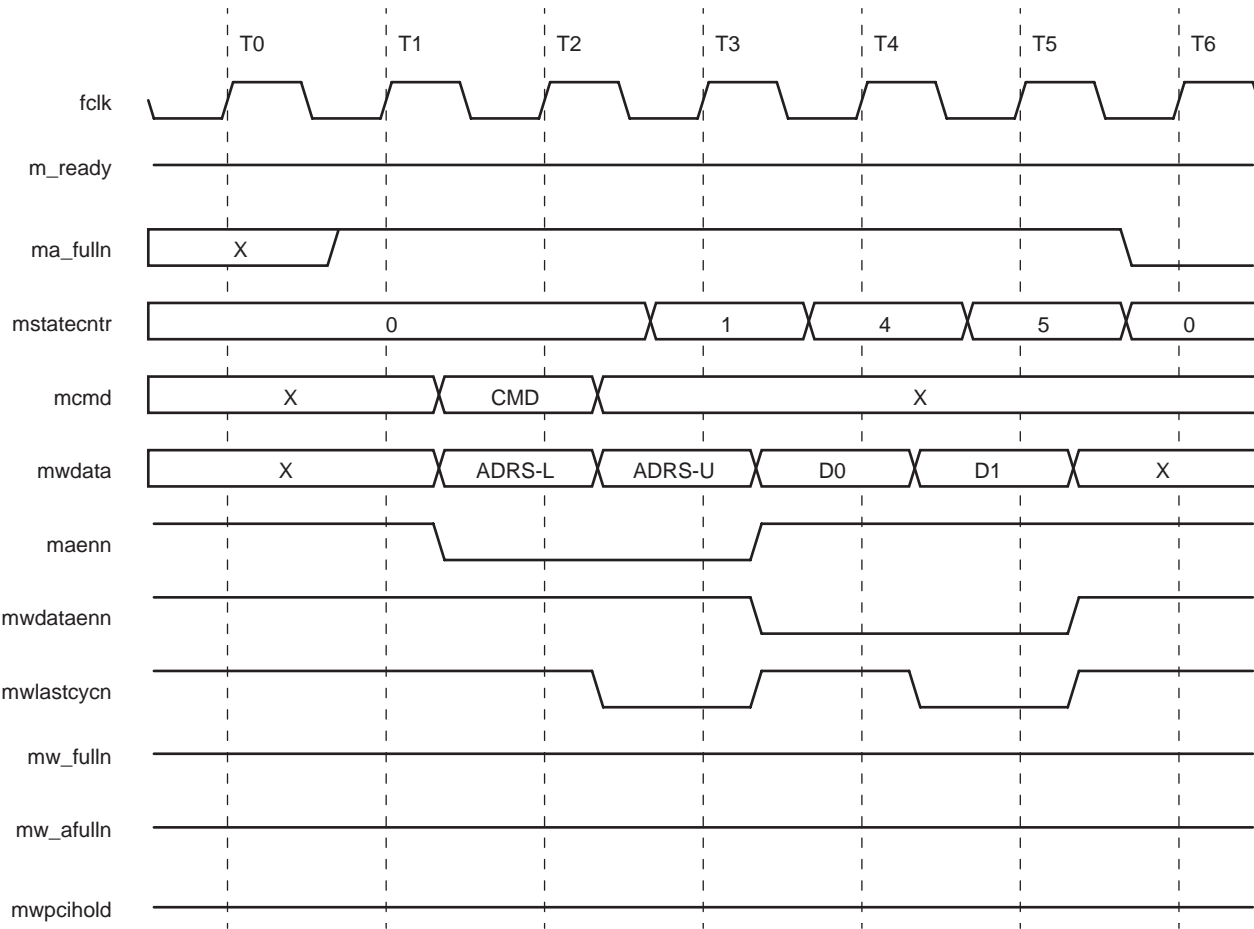 T0 T1 T2 T3 T4 T5 T6
fclk
m_ready
ma_fulln X
mstatecntr 0 1 4 5 0
mcmd X CMD X
mwdata X ADRS-L ADRS-U D0 D1 X
maenn
mwdataenn
mwlastcycn
mw_fulln
mw_afulln
mwpcihold